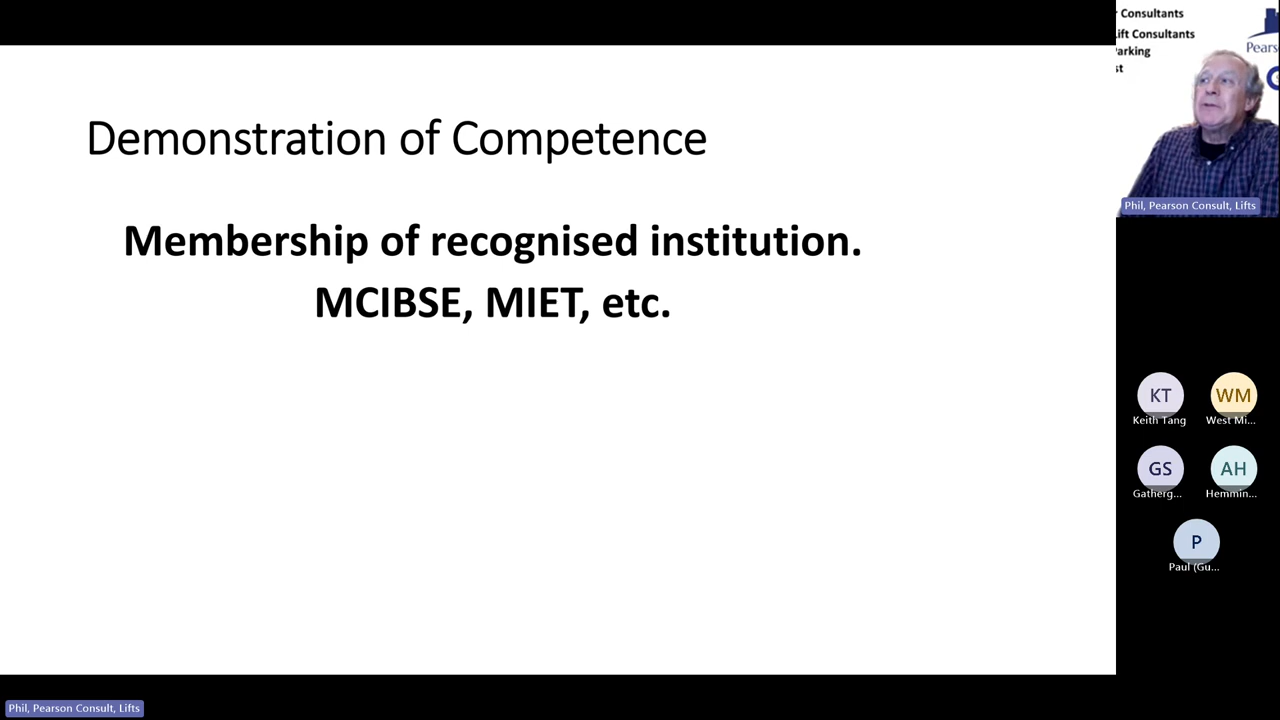 Demonstration of Competence
Membership of recognised institution.
MCIBSE, MIET, etc.
Consultants
ift Consultants
arking
st
Pears
Phil, Pearson Consult, Lifts
KT
Keith Tang
WM
West Mi...
GS
Gatherg...
AH
Hemmin...
P
Paul (Gu...
Phil, Pearson Consult, Lifts